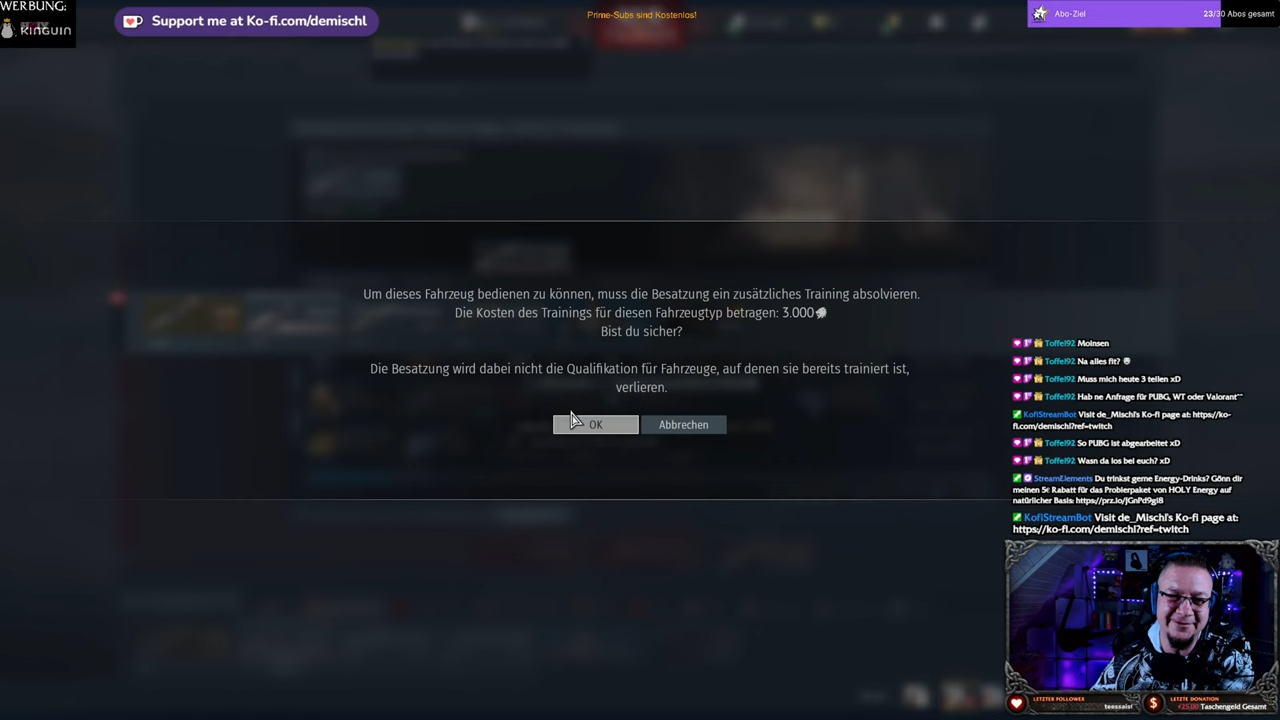 WERBUNG:
KINGUIN
Support me at Ko-fi.com/demischl
Prime-Subs sind Kostenlos!
Abo-Ziel
23/30 Abos gesamt
Um dieses Fahrzeug bedienen zu können, muss die Besatzung ein zusätzliches Training absolvieren.
Die Kosten des Trainings für diesen Fahrzeugtyp betragen: 3.000
Bist du sicher?
Die Besatzung wird dabei nicht die Qualifikation für Fahrzeuge, auf denen sie bereits trainiert ist,
verlieren.
OK
Abbrechen
Toffel92 Moinsen
Toffel92 Na alles fit?
Toffel92 Muss mich heute 3 teilen xD
Toffel92 Hab ne Anfrage für PUBG, WT oder Valorant^^
KofiStreamBot Visit de_Mischl's Ko-fi page at: https://ko-
fi.com/demischl?ref=twitch
Toffel92 So PUBG ist abgearbeitet xD
Toffel92 Wasn da los bei euch? xD
StreamElements Du trinkst gerne Energy-Drinks? Gönn dir
meinen 5€ Rabatt für das Probierpaket von HOLY Energy auf
natürlicher Basis: https://prz.io/JGnPd9gi8
KofiStreamBot Visit de_Mischl's Ko-fi page at:
https://ko-fi.com/demischl?ref=twitch
LETZTER FOLLOWER
teessaist
LETZTE DONATION
€25.00 Taschengeld Gesamt